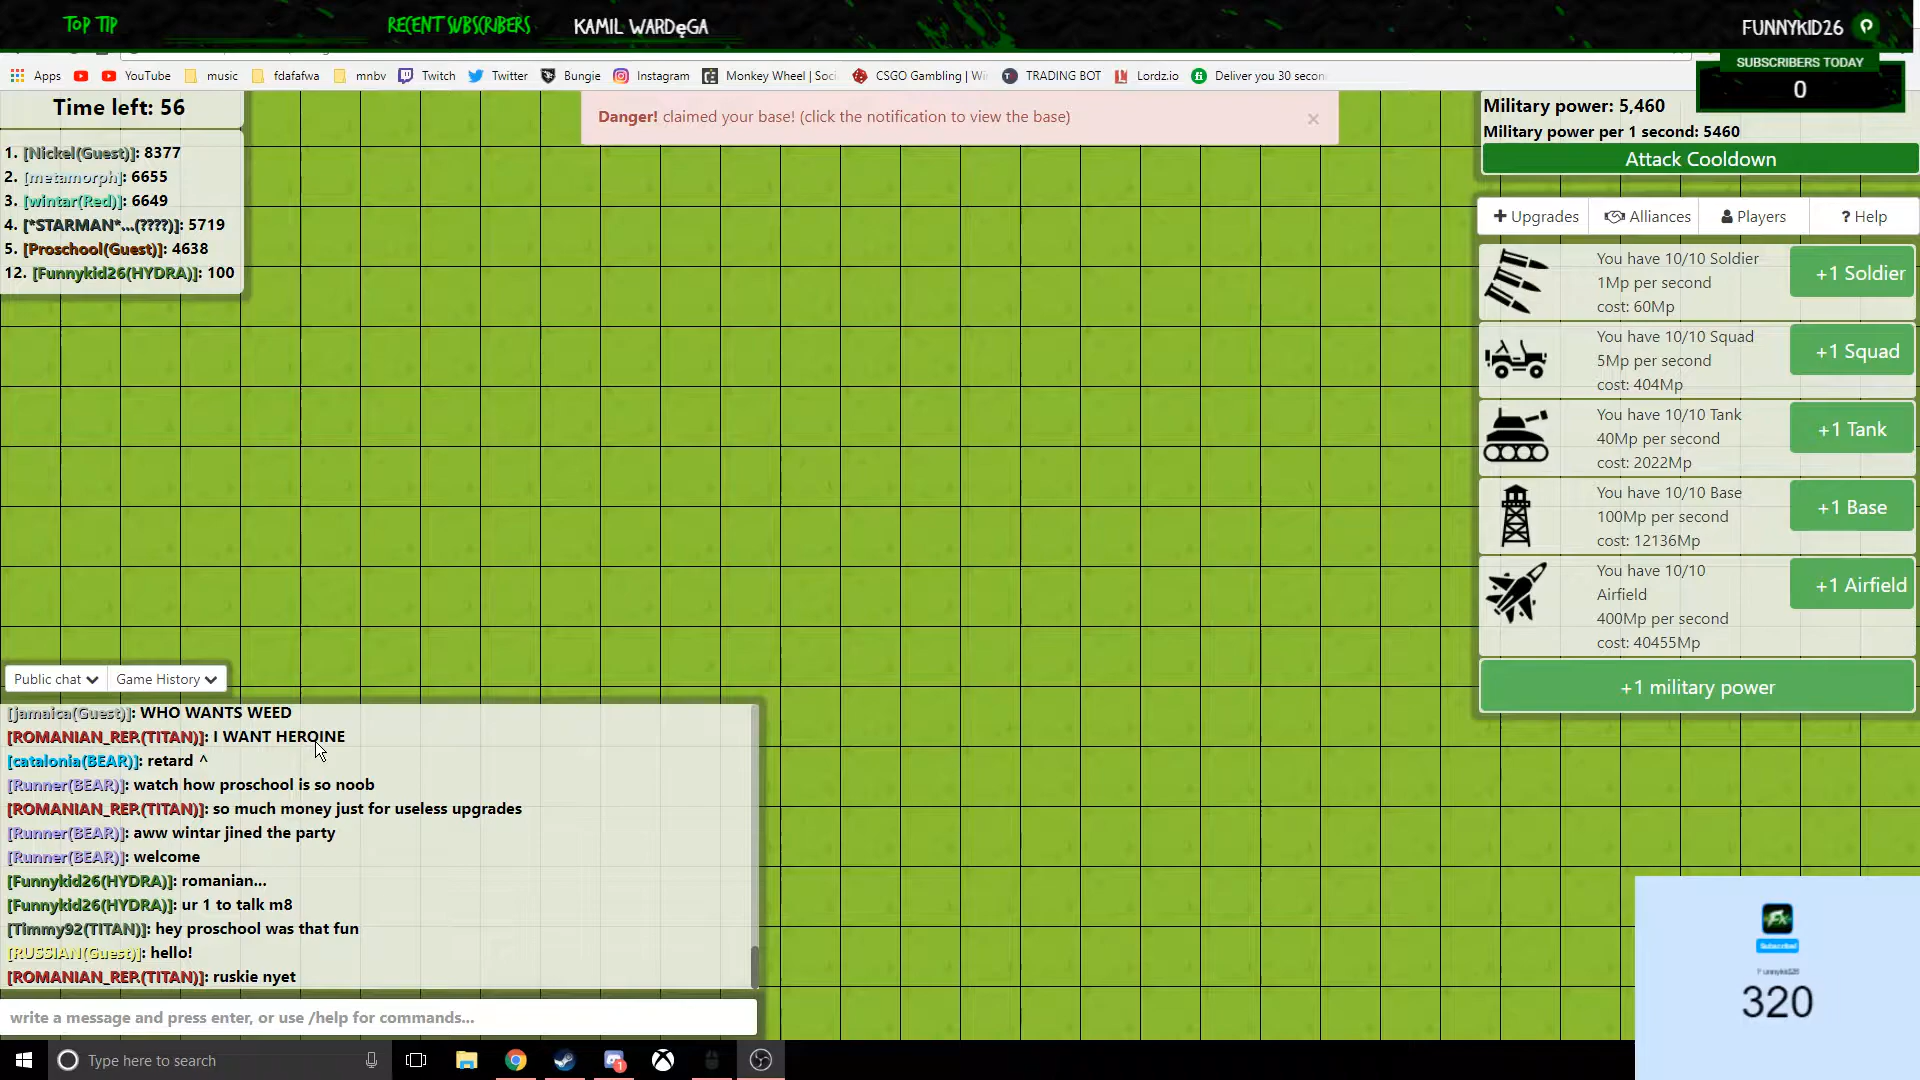 TOP TIP
RECENT SUBSCRIBERS
KAMIL WARDęGA
FUNNYKID26
Apps
YouTube
music
fdafafwa
mnbv
Twitch
Twitter
Bungie
Instagram
Monkey Wheel | Soci
CSGO Gambling | Wi
TRADING BOT
Lordz.io
Deliver you 30 secon
SUBSCRIBERS TODAY
0
Time left: 56
1. [Nickel(Guest)]: 8377
2. [metamorph]: 6655
3. [wintar(Red)]: 6649
4. [*STARMAN*...(????)]: 5719
5. [Proschool(Guest)]: 4638
12. [Funnykid26(HYDRA)]: 100
Danger! claimed your base! (click the notification to view the base)
×
Military power: 5,460
Military power per 1 second: 5460
Attack Cooldown
Upgrades
Alliances
Players
? Help
You have 10/10 Soldier
1Mp per second
cost: 60Mp
+1 Soldier
You have 10/10 Squad
5Mp per second
cost: 404Mp
+1 Squad
You have 10/10 Tank
40Mp per second
cost: 2022Mp
+1 Tank
You have 10/10 Base
100Mp per second
cost: 12136Mp
+1 Base
You have 10/10
Airfield
400Mp per second
cost: 40455Mp
+1 Airfield
+1 military power
Public chat
Game History
[jamaica(Guest)]: WHO WANTS WEED
[ROMANIAN_REP.(TITAN)]: I WANT HEROINE
[catalonia(BEAR)]: retard ^
[Runner(BEAR)]: watch how proschool is so noob
[ROMANIAN_REP.(TITAN)]: so much money just for useless upgrades
[Runner(BEAR)]: aww wintar jined the party
[Runner(BEAR)]: welcome
[Funnykid26(HYDRA)]: romanian...
[Funnykid26(HYDRA)]: ur 1 to talk m8
[Timmy92(TITAN)]: hey proschool was that fun
[RUSSIAN(Guest)]: hello!
[ROMANIAN_REP.(TITAN)]: ruskie nyet
write a message and press enter, or use /help for commands...
Subscribed
Funnykid26
320
Type here to search
1